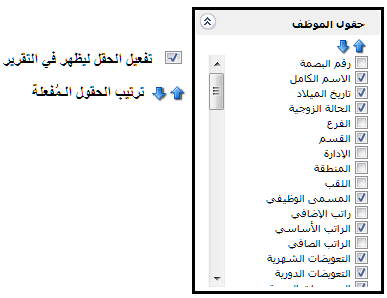 حقول الموظف
رقم البصمة
الاسم الكامل
تاريخ الميلاد
الحالة الزوجية
الفرع
القسم
الإدارة
المنطقة
اللقب
المسمى الوظيفي
راتب الإضافي
الراتب الأساسي
الراتب الصافي
التعويضات الشهرية
التعويضات الدورية
تفعيل الحقل ليظهر في التقرير
ترتيب الحقول المُفعلة